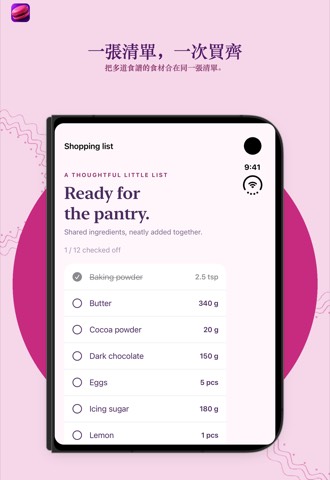 一張清單，一次買齊
把多道食譜的食材合在同一張清單。
Shopping list
9:41
A THOUGHTFUL LITTLE LIST
Ready for
the pantry.
Shared ingredients, neatly added together.
1 / 12 checked off
Baking powder 2.5 tsp
Butter 340 g
Cocoa powder 20 g
Dark chocolate 150 g
Eggs 5 pcs
Icing sugar 180 g
Lemon 1 pcs